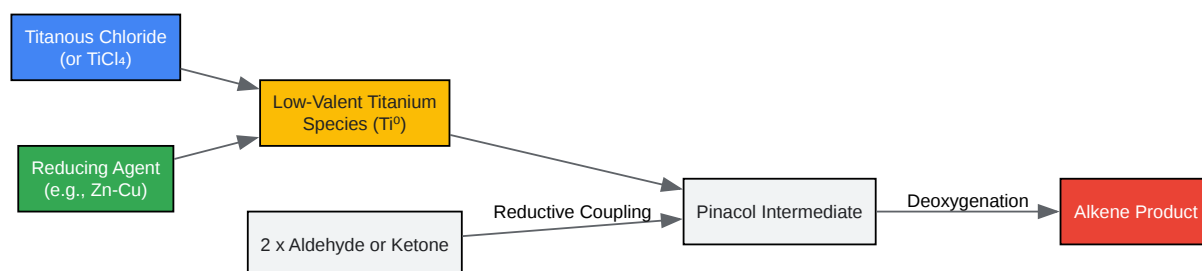 Titanous Chloride
(or TiCl₄)
Low-Valent Titanium
Species (Ti⁰)
Reducing Agent
(e.g., Zn-Cu)
2 x Aldehyde or Ketone
Reductive Coupling
Pinacol Intermediate
Deoxygenation
Alkene Product